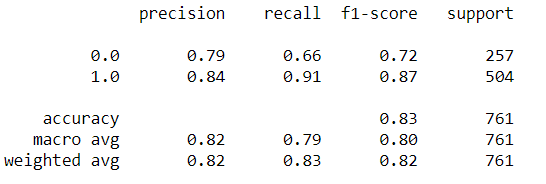 precision recall f1-score support
0.0 0.79 0.66 0.72 257
1.0 0.84 0.91 0.87 504
accuracy 0.83 761
macro avg 0.82 0.79 0.80 761
weighted avg 0.82 0.83 0.82 761